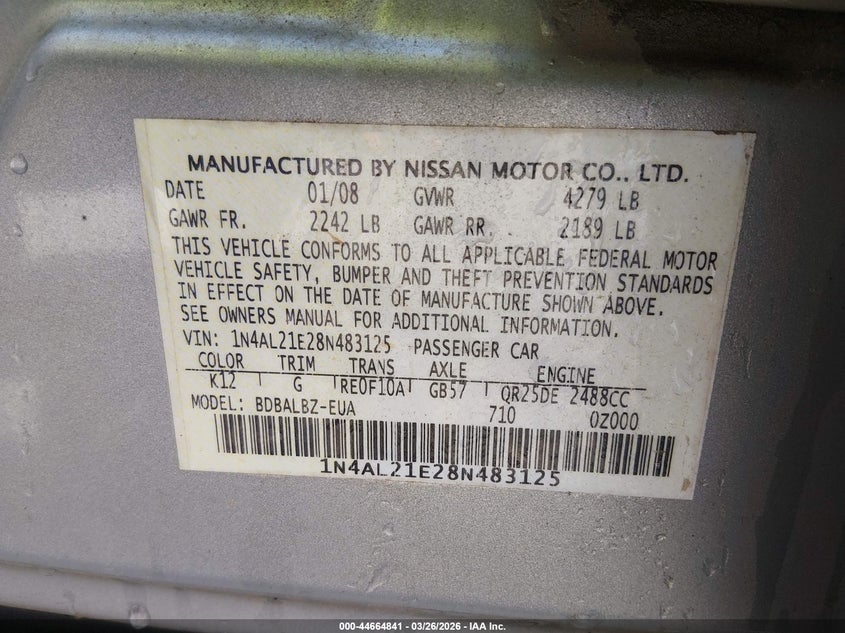 MANUFACTURED BY NISSAN MOTOR CO., LTD.
DATE 01/08 GVWR 4279 LB
GAWR FR. 2242 LB GAWR RR. 2189 LB
THIS VEHICLE CONFORMS TO ALL APPLICABLE FEDERAL MOTOR
VEHICLE SAFETY, BUMPER AND THEFT PREVENTION STANDARDS
IN EFFECT ON THE DATE OF MANUFACTURE SHOWN ABOVE.
SEE OWNERS MANUAL FOR ADDITIONAL INFORMATION.
VIN: 1N4AL21E28N483125 PASSENGER CAR
COLOR TRIM TRANS AXLE ENGINE
K12 G RE0F10A GB57 QR25DE 2488CC
MODEL: BDBALBZ-EUA 710 0Z000
1N4AL21E28N483125
000-44664841 - 03/26/2026 - IAA Inc.